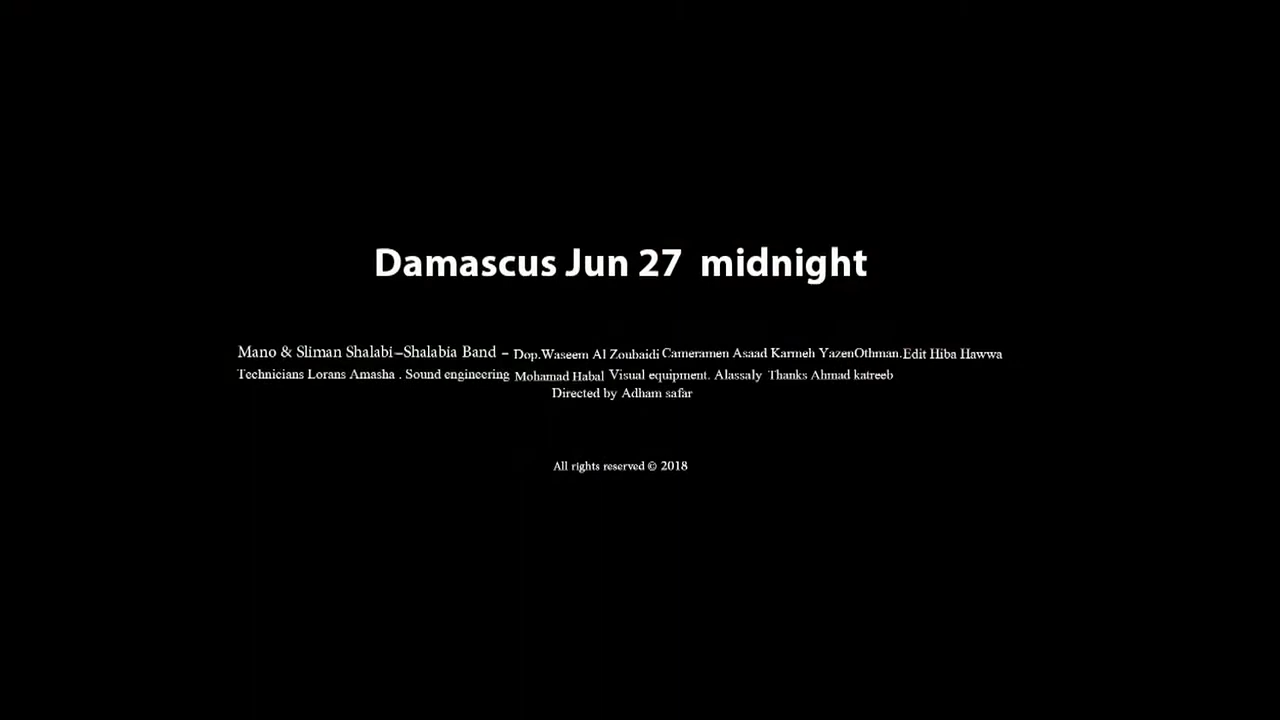 Damascus Jun 27 midnight
Mano & Sliman Shalabi–Shalabia Band – Dop.Waseem Al Zoubaidi Cameramen Asaad Karmeh YazenOthman.Edit Hiba Hawwa
Technicians Lorans Amasha . Sound engineering Mohamad Habal Visual equipment. Alassaly Thanks Ahmad katreeb
Directed by Adham safar
All rights reserved © 2018